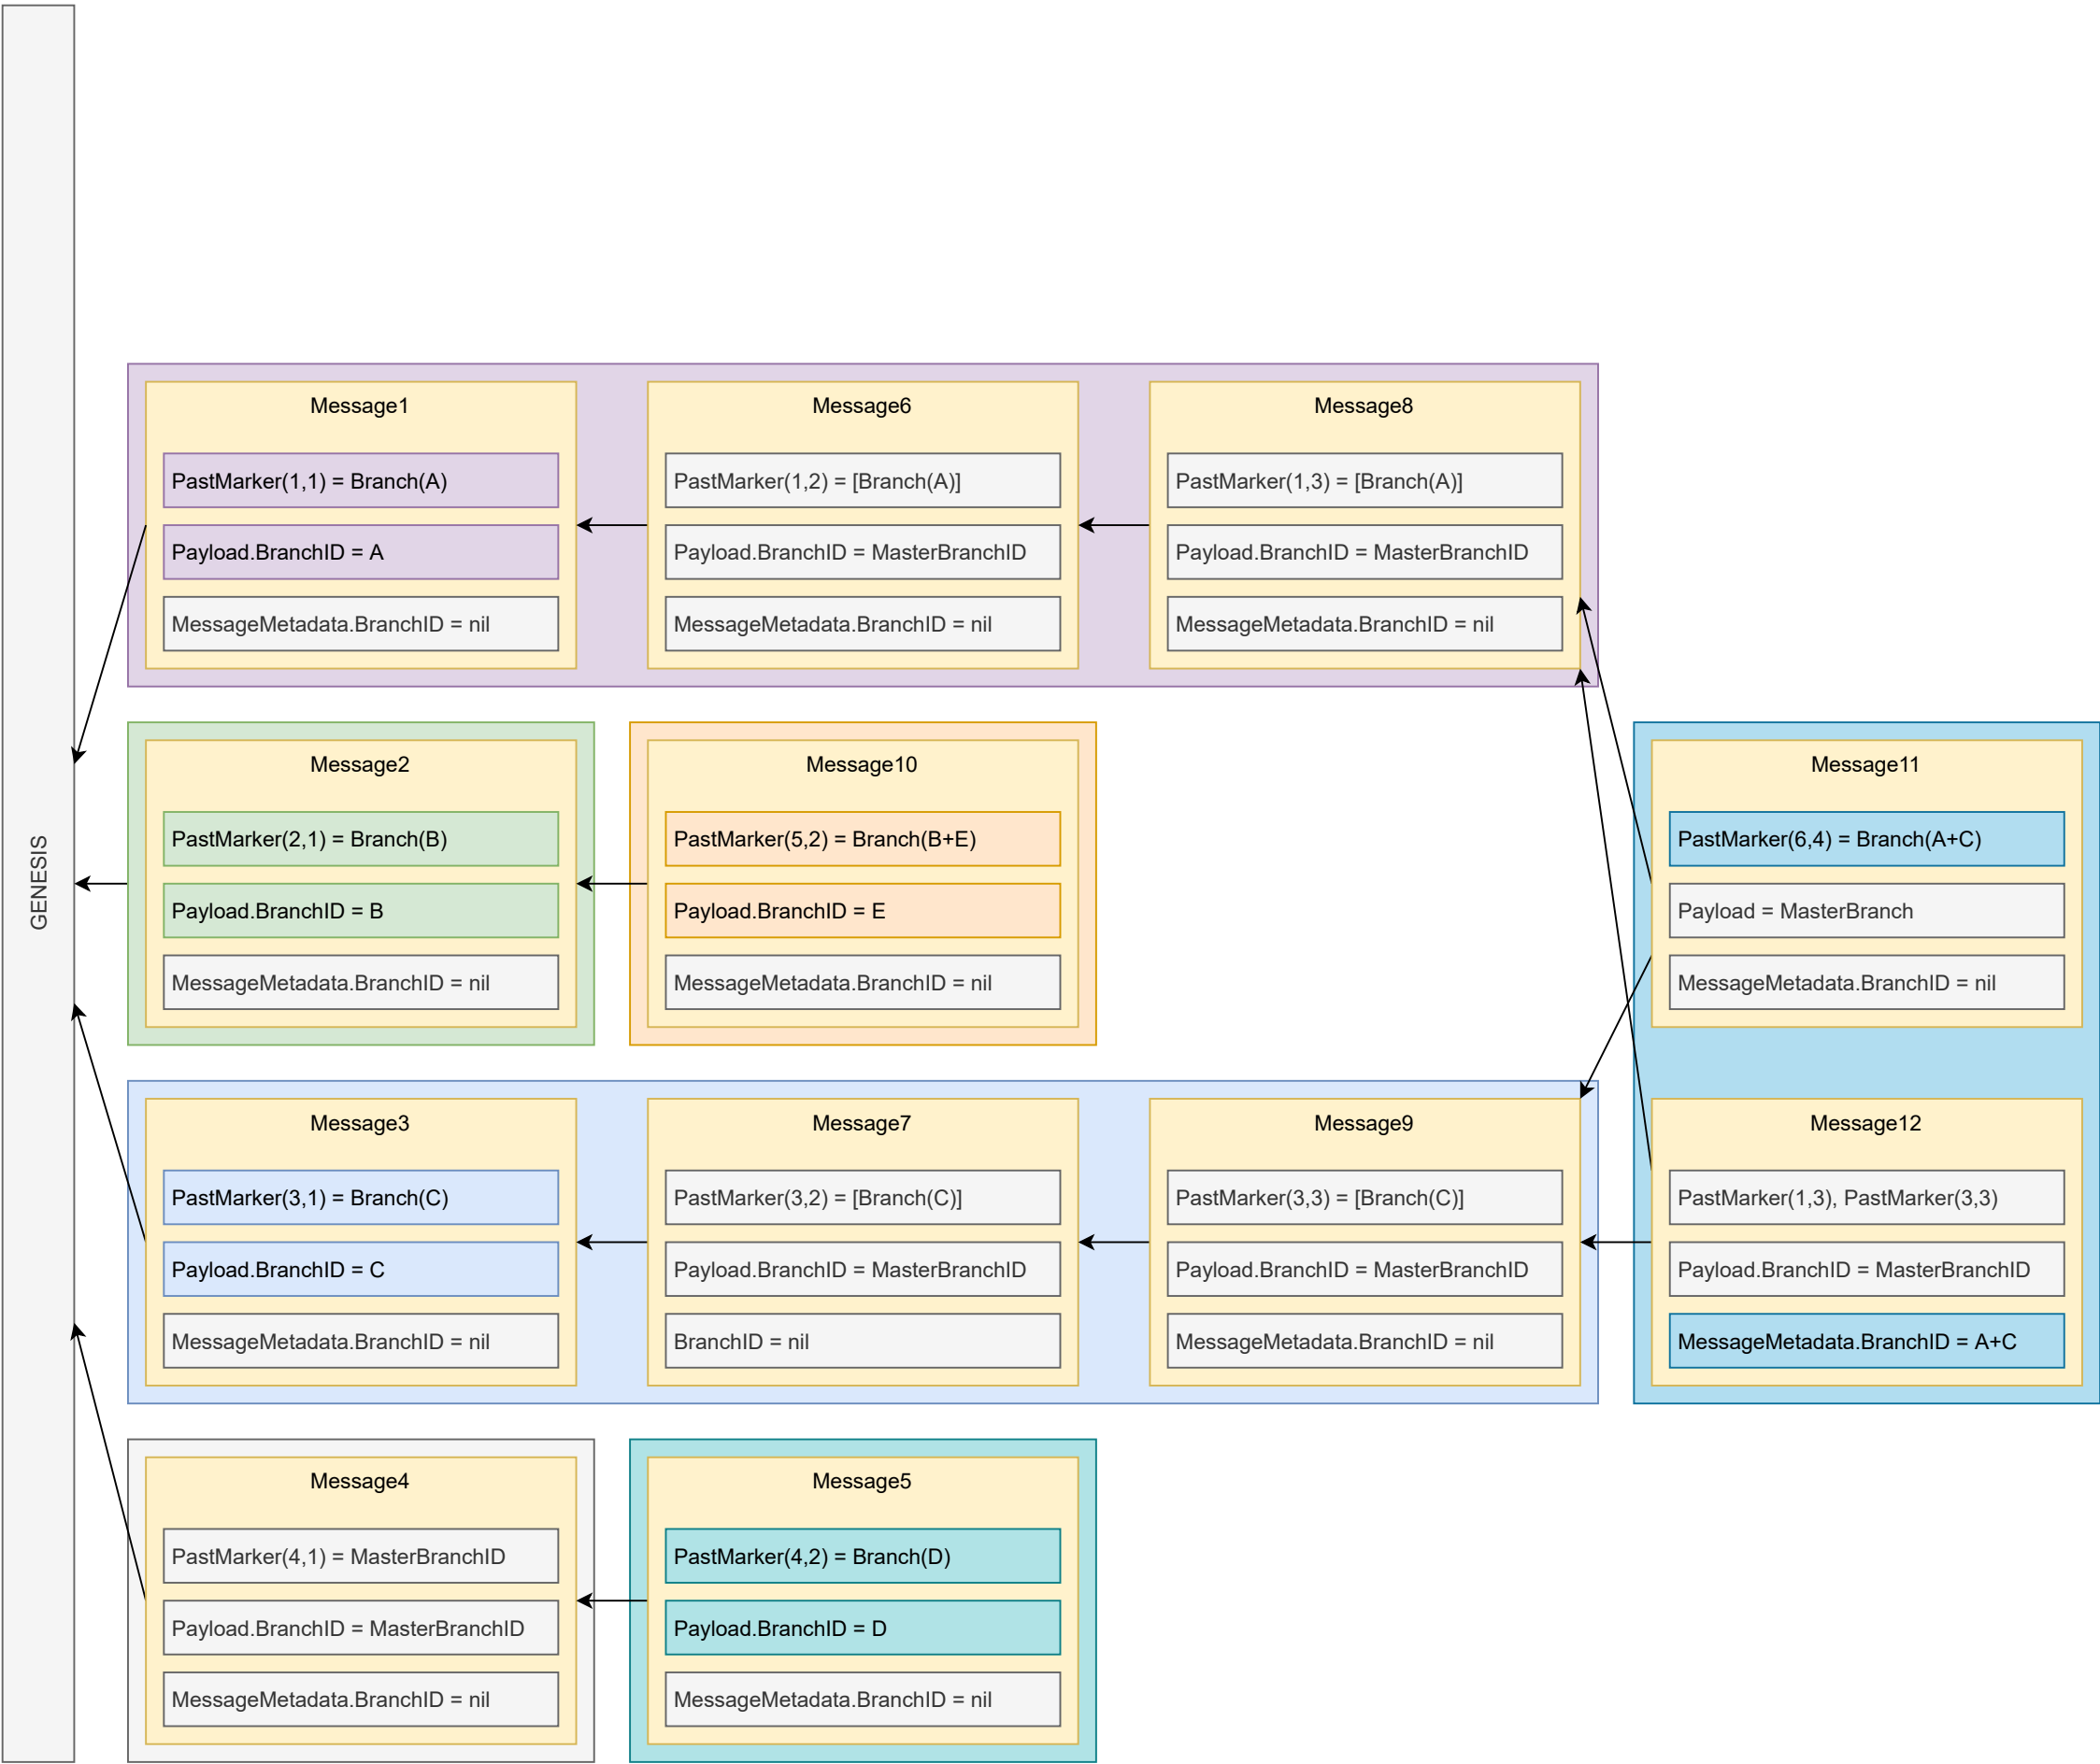 GENESIS
Message1
PastMarker(1,1) = Branch(A)
Payload.BranchID = A
MessageMetadata.BranchID = nil
Message6
PastMarker(1,2) = [Branch(A)]
Payload.BranchID = MasterBranchID
MessageMetadata.BranchID = nil
Message8
PastMarker(1,3) = [Branch(A)]
Payload.BranchID = MasterBranchID
MessageMetadata.BranchID = nil
Message2
PastMarker(2,1) = Branch(B)
Payload.BranchID = B
MessageMetadata.BranchID = nil
Message10
PastMarker(5,2) = Branch(B+E)
Payload.BranchID = E
MessageMetadata.BranchID = nil
Message11
PastMarker(6,4) = Branch(A+C)
Payload = MasterBranch
MessageMetadata.BranchID = nil
Message3
PastMarker(3,1) = Branch(C)
Payload.BranchID = C
MessageMetadata.BranchID = nil
Message7
PastMarker(3,2) = [Branch(C)]
Payload.BranchID = MasterBranchID
BranchID = nil
Message9
PastMarker(3,3) = [Branch(C)]
Payload.BranchID = MasterBranchID
MessageMetadata.BranchID = nil
Message12
PastMarker(1,3), PastMarker(3,3)
Payload.BranchID = MasterBranchID
MessageMetadata.BranchID = A+C
Message4
PastMarker(4,1) = MasterBranchID
Payload.BranchID = MasterBranchID
MessageMetadata.BranchID = nil
Message5
PastMarker(4,2) = Branch(D)
Payload.BranchID = D
MessageMetadata.BranchID = nil